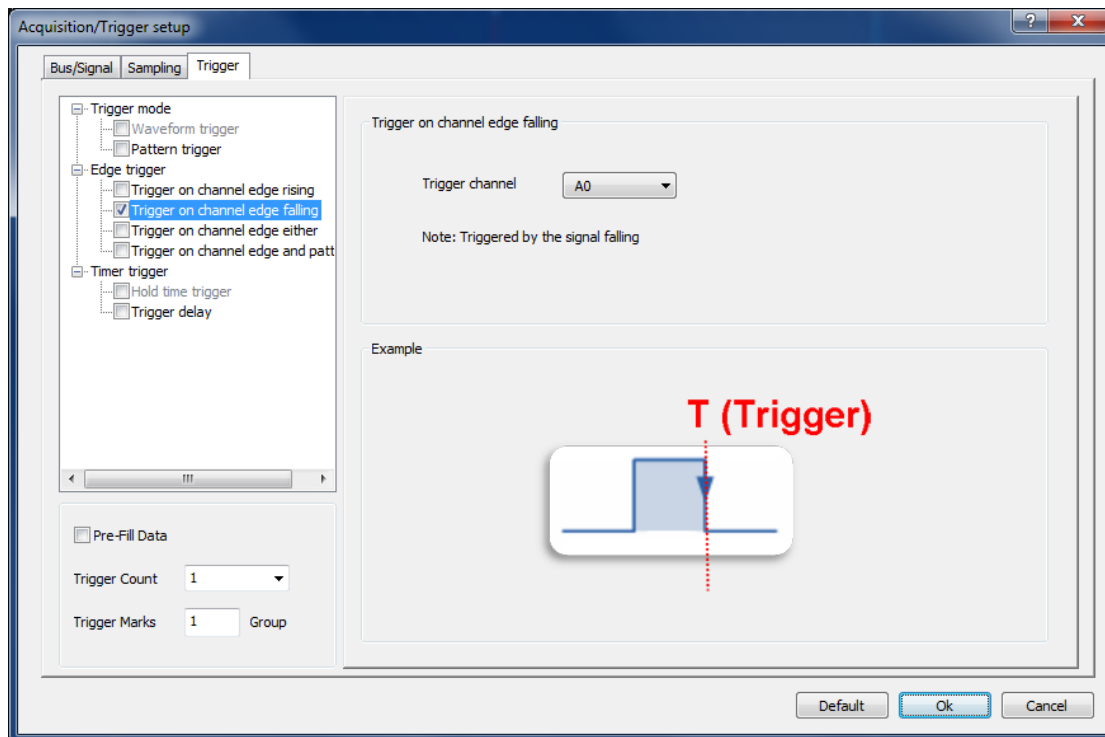 Acquisition/Trigger setup
?
X
Bus/Signal
Sampling
Trigger
Trigger mode
Waveform trigger
Pattern trigger
Edge trigger
Trigger on channel edge rising
Trigger on channel edge falling
Trigger on channel edge either
Trigger on channel edge and patt
Timer trigger
Hold time trigger
Trigger delay
Pre-Fill Data
Trigger Count 1
Trigger Marks 1 Group
Trigger on channel edge falling
Trigger channel A0
Note: Triggered by the signal falling
Example
T (Trigger)
Default
Ok
Cancel